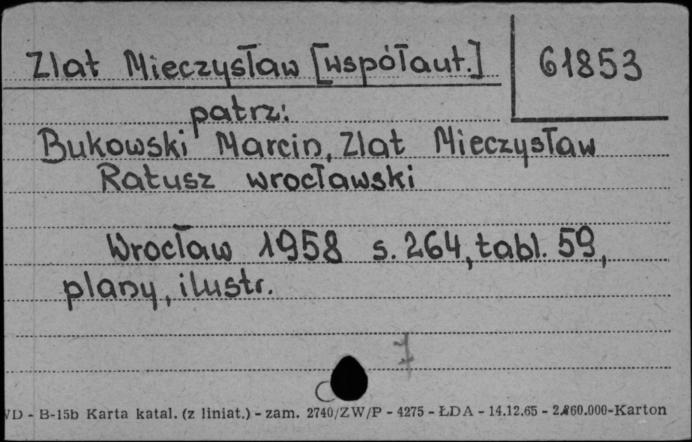 Zlat Mieczysław [współaut.] 61853
patrz:
Bukowski Marcin, Zlat Mieczysław
Ratusz wrocławski
Wrocław 1958 s. 264, tabl. 59,
plany, ilustr.
B-15b Karta katal. (z liniat.) - zam. 2740/ZW/P - 4275 - ŁDA - 14.12.65 - 2.860.000-Karton